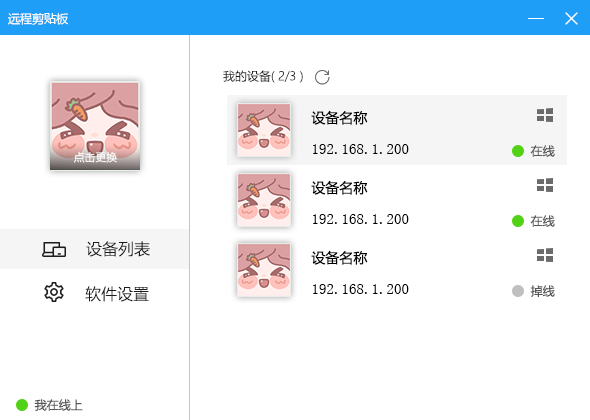 远程剪贴板
点击更换
设备列表
软件设置
我在线上
我的设备( 2/3 )
设备名称
192.168.1.200
在线
设备名称
192.168.1.200
在线
设备名称
192.168.1.200
掉线